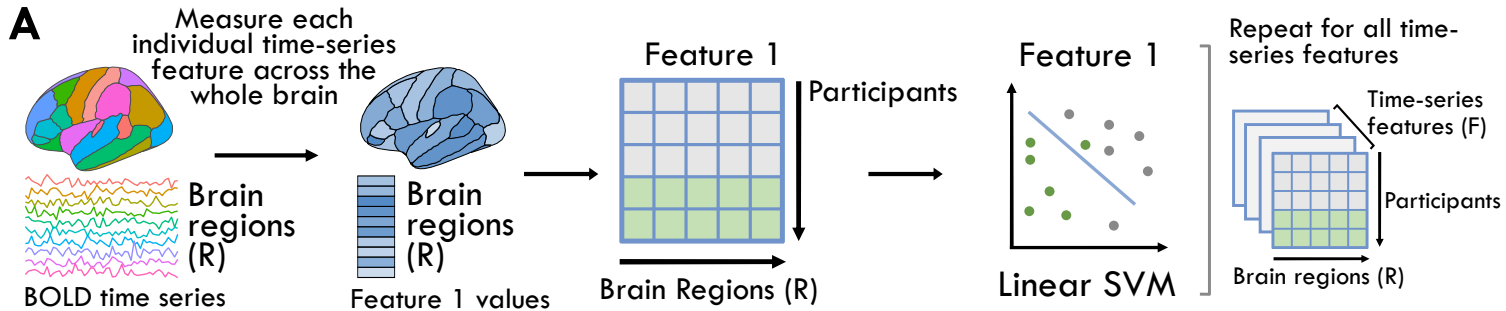 A
Measure each
individual time-series
feature across the
whole brain
Brain
regions
(R)
BOLD time series
Brain
regions
(R)
Feature 1 values
Feature 1
Participants
Brain Regions (R)
Feature 1
Linear SVM
Repeat for all time-
series features
Time-series
features (F)
Participants
Brain regions (R)